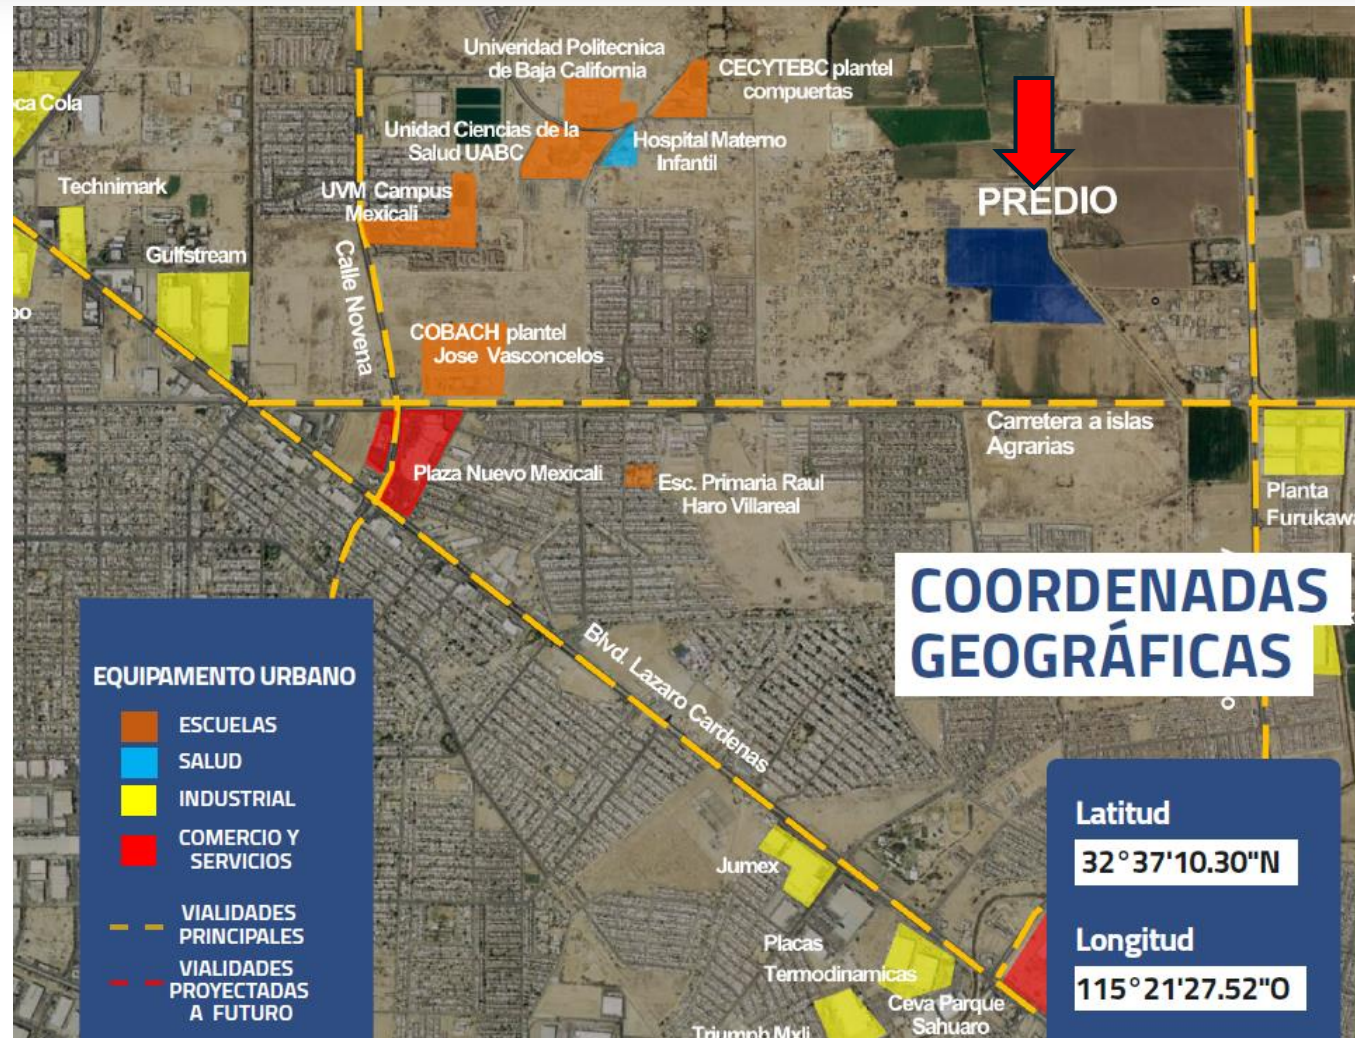 Univeridad Politecnica
de Baja California
CECYTEBC plantel
compuertas
ca Cola
Unidad Ciencias de la
Salud UABC
Hospital Materno
Infantil
Technimark
UVM Campus
Mexicali
PREDIO
Gulfstream
Calle Novena
COBACH plantel
Jose Vasconcelos
Carretera a islas
Agrarias
Plaza Nuevo Mexicali
Esc. Primaria Raul
Haro Villareal
Planta
Furukawa
COORDENADAS
GEOGRÁFICAS
Blvd. Lazaro Cardenas
EQUIPAMENTO URBANO
ESCUELAS
SALUD
INDUSTRIAL
COMERCIO Y
SERVICIOS
VIALIDADES
PRINCIPALES
VIALIDADES
PROYECTADAS
A FUTURO
Jumex
Placas
Termodinamicas
Ceva Parque
Sahuaro
Triumph Mxli
Latitud
32°37'10.30"N
Longitud
115°21'27.52"O